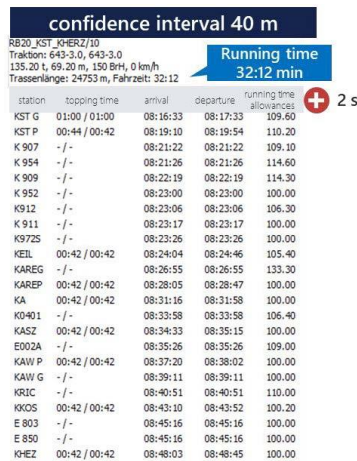 confidence interval 40 m
RB20_KST_KHERZ/10
Traktion: 643-3.0, 643-3.0
135.20 t, 69.20 m, 150 BrH, 0 km/h
Trassenlänge: 24753 m, Fahrzeit: 32:12
Running time
32:12 min
station topping time arrival departure running time allowances
2 s
KST G 01:00 / 01:00 08:16:33 08:17:33 109.60
KST P 00:44 / 00:42 08:19:10 08:19:54 110.20
K 907 - / - 08:21:22 08:21:22 109.10
K 954 - / - 08:21:26 08:21:26 114.60
K 909 - / - 08:22:19 08:22:19 114.30
K 952 - / - 08:23:00 08:23:00 100.00
K912 - / - 08:23:06 08:23:06 106.30
K 911 - / - 08:23:17 08:23:17 100.00
K972S - / - 08:23:26 08:23:26 100.00
KEIL 00:42 / 00:42 08:24:04 08:24:46 105.40
KAREG - / - 08:26:55 08:26:55 133.30
KAREP 00:42 / 00:42 08:28:05 08:28:47 100.00
KA 00:42 / 00:42 08:31:16 08:31:58 100.00
K0401 - / - 08:33:58 08:33:58 106.40
KASZ 00:42 / 00:42 08:34:33 08:35:15 100.00
E002A - / - 08:35:26 08:35:26 109.00
KAW P 00:42 / 00:42 08:37:20 08:38:02 100.00
KAW G - / - 08:39:11 08:39:11 100.00
KRIC - / - 08:40:51 08:40:51 110.00
KKOS 00:42 / 00:42 08:43:10 08:43:52 100.20
E 803 - / - 08:45:16 08:45:16 100.00
E 850 - / - 08:45:16 08:45:16 100.00
KHEZ 00:42 / 00:42 08:48:03 08:48:45 100.00